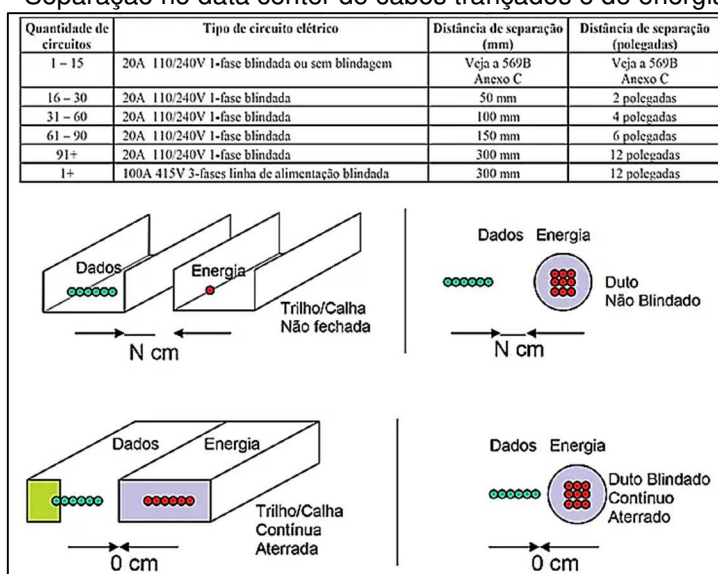 Separação no data center de cabos trançados e de energia
Quantidade de circuitos | Tipo de circuito elétrico | Distância de separação (mm) | Distância de separação (polegadas)
1 – 15 | 20A 110/240V 1-fase blindada ou sem blindagem | Veja a 569B Anexo C | Veja a 569B Anexo C
16 – 30 | 20A 110/240V 1-fase blindada | 50 mm | 2 polegadas
31 – 60 | 20A 110/240V 1-fase blindada | 100 mm | 4 polegadas
61 – 90 | 20A 110/240V 1-fase blindada | 150 mm | 6 polegadas
91+ | 20A 110/240V 1-fase blindada | 300 mm | 12 polegadas
1+ | 100A 415V 3-fases linha de alimentação blindada | 300 mm | 12 polegadas
Dados
Energia
Trilho/Calha
Não fechada
N cm
Dados Energia
Duto
Não Blindado
N cm
Dados
Energia
Trilho/Calha
Contínua
Aterrada
0 cm
Dados Energia
Duto Blindado
Contínuo
Aterrado
0 cm